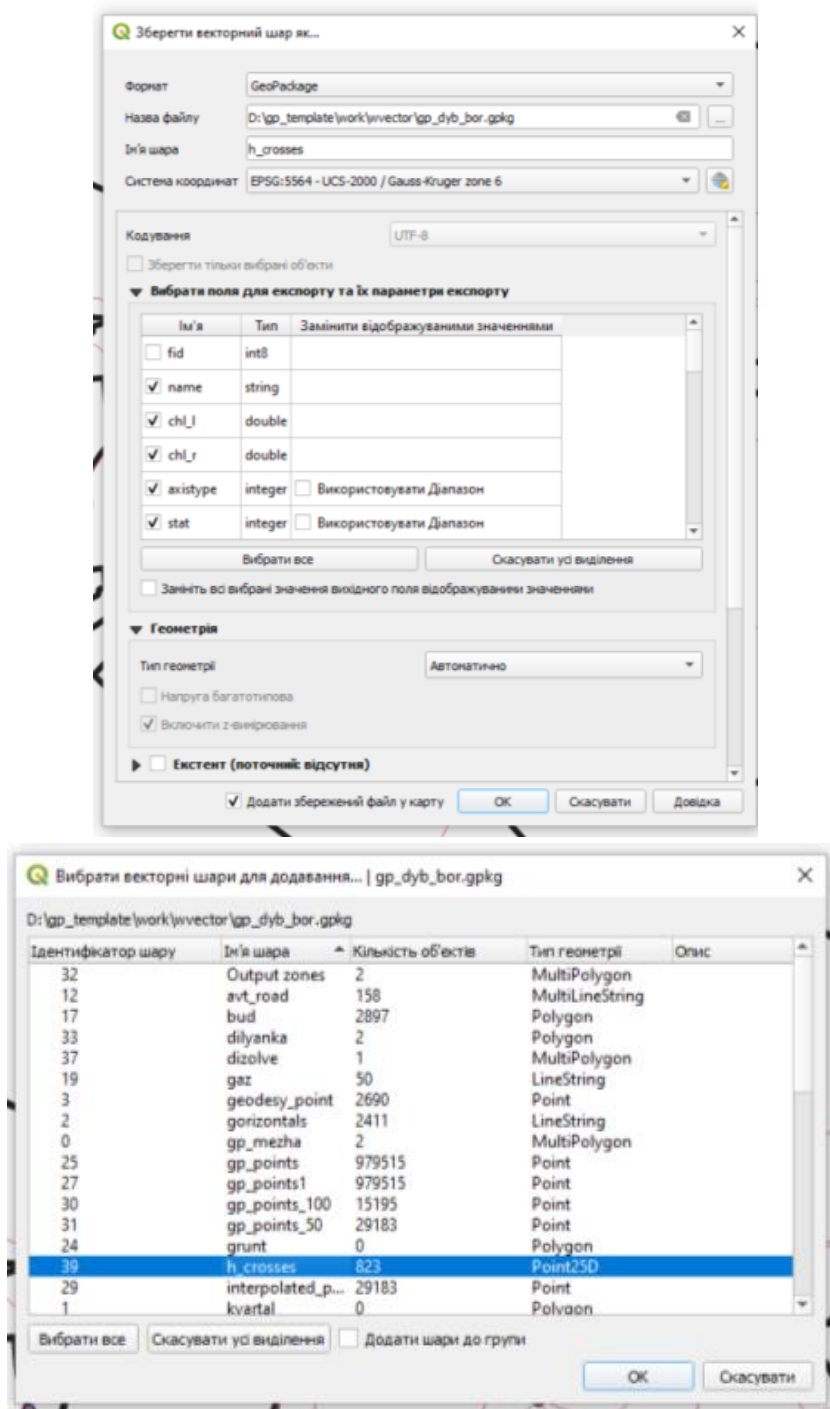 Зберегти векторний шар як...
Формат GeoPackage
Назва файлу D:\gp_template\work\wvector\gp_dyb_bor.gpkg ...
Ім'я шара h_crosses
Система координат EPSG:5564 - UCS-2000 / Gauss-Kruger zone 6
Кодування UTF-8
Зберегти тільки вибрані об'єкти
Вибрати поля для експорту та їх параметри експорту
Ім'я Тип Замінити відображуваними значеннями
fid int8
name string
chl_l double
chl_r double
axistype integer Використовувати Діапазон
stat integer Використовувати Діапазон
Вибрати все Скасувати усі виділення
Замініть всі вибрані значення вихідного поля відображуваними значеннями
Геометрія
Тип геометрії Автоматично
Напруга багатотипова
Включити z-вимірювання
Екстент (поточний: відсутня)
Додати збережений файл у карту OK Скасувати Довідка
Вибрати векторні шари для додавання... | gp_dyb_bor.gpkg
D:\gp_template\work\wvector\gp_dyb_bor.gpkg
Ідентифікатор шару Ім'я шара Кількість об'єктів Тип геометрії Опис
32 Output zones 2 MultiPolygon
12 avt_road 158 MultiLineString
17 bud 2897 Polygon
33 dilyanka 2 Polygon
37 dizolve 1 MultiPolygon
19 gaz 50 LineString
3 geodesy_point 2690 Point
2 gorizontals 2411 LineString
0 gp_mezha 2 MultiPolygon
25 gp_points 979515 Point
27 gp_points1 979515 Point
30 gp_points_100 15195 Point
31 gp_points_50 29183 Point
24 grunt 0 Polygon
39 h_crosses 823 Point25D
29 interpolated_p... 29183 Point
1 kvartal 0 Polygon
Вибрати все Скасувати усі виділення Додати шари до групи
OK Скасувати